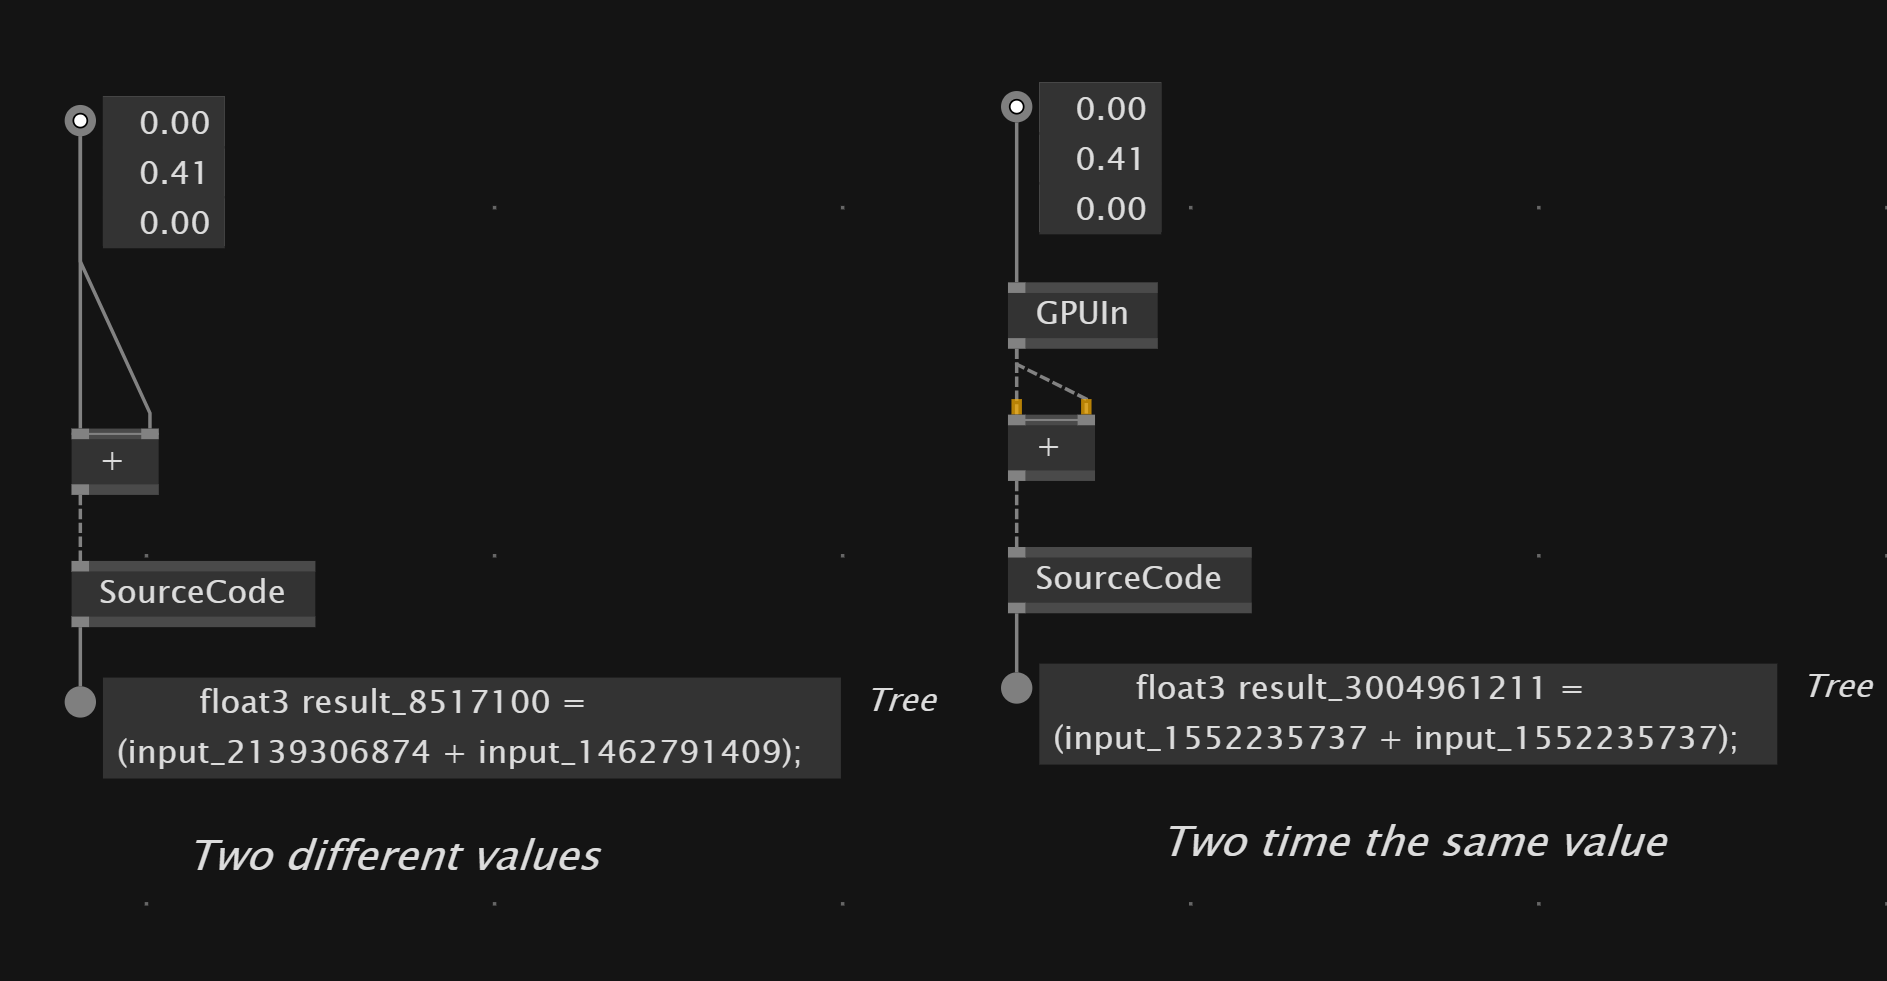 0.00
0.41
0.00
+
SourceCode
float3 result_8517100 =
(input_2139306874 + input_1462791409);
Tree
Two different values
0.00
0.41
0.00
GPUIn
+
SourceCode
float3 result_3004961211 =
(input_1552235737 + input_1552235737);
Tree
Two time the same value